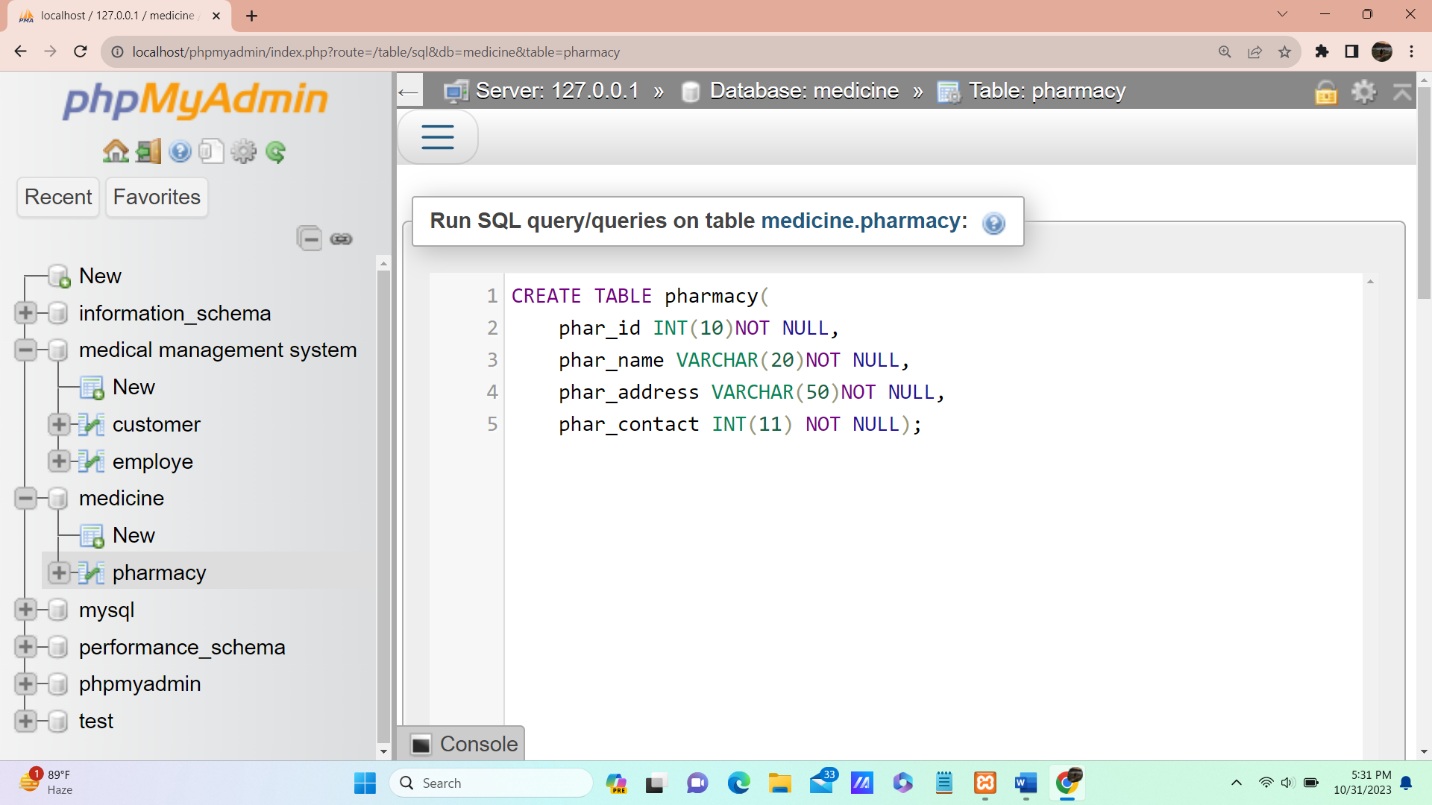 localhost / 127.0.0.1 / medicine /
localhost/phpmyadmin/index.php?route=/table/sql&db=medicine&table=pharmacy
phpMyAdmin
Recent Favorites
New
information_schema
medical management system
New
customer
employe
medicine
New
pharmacy
mysql
performance_schema
phpmyadmin
test
Server: 127.0.0.1 » Database: medicine » Table: pharmacy
Run SQL query/queries on table medicine.pharmacy:
1 CREATE TABLE pharmacy(
2 phar_id INT(10)NOT NULL,
3 phar_name VARCHAR(20)NOT NULL,
4 phar_address VARCHAR(50)NOT NULL,
5 phar_contact INT(11) NOT NULL);
Console
1
89°F
Haze
Search
PRE
33
5:31 PM
10/31/2023